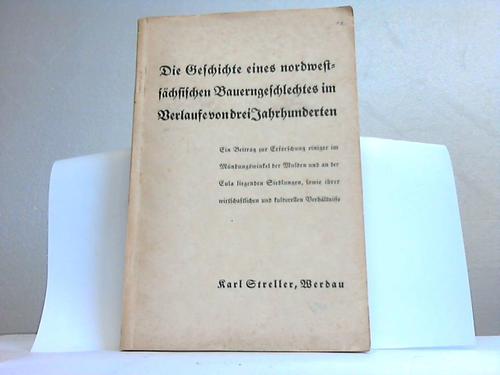 Die Geschichte eines nordwest-
sächsischen Bauerngeschlechtes im
Verlaufe von drei Jahrhunderten
Ein Beitrag zur Erforschung einiger im
Mündungswinkel der Mulden und an der
Eula liegenden Siedlungen, sowie ihrer
wirtschaftlichen und kulturellen Verhältnisse
Karl Streller, Werdau